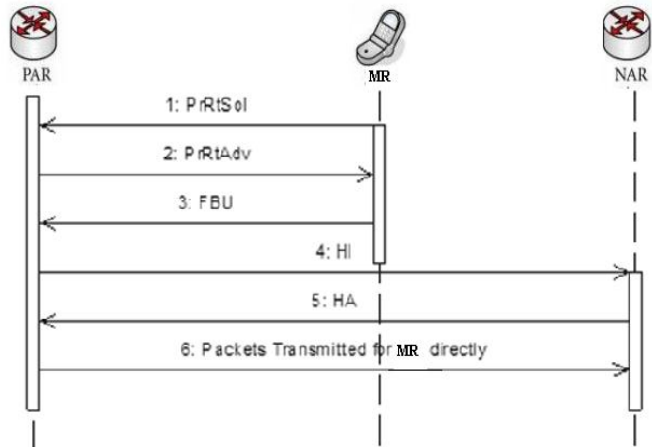 PAR
MR
NAR
1: PrRtSol
2: PrRtAdv
3: FBU
4: HI
5: HA
6: Packets Transmitted for MR directly